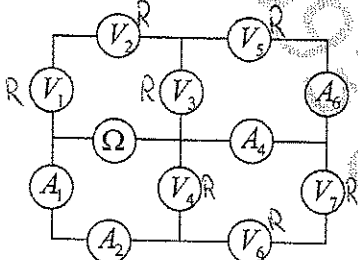 V₂ R V₅ R
R V₁ R V₃ A₆
Ω A₄
A₁ V₄ R V₇ R
A₂ V₆ R